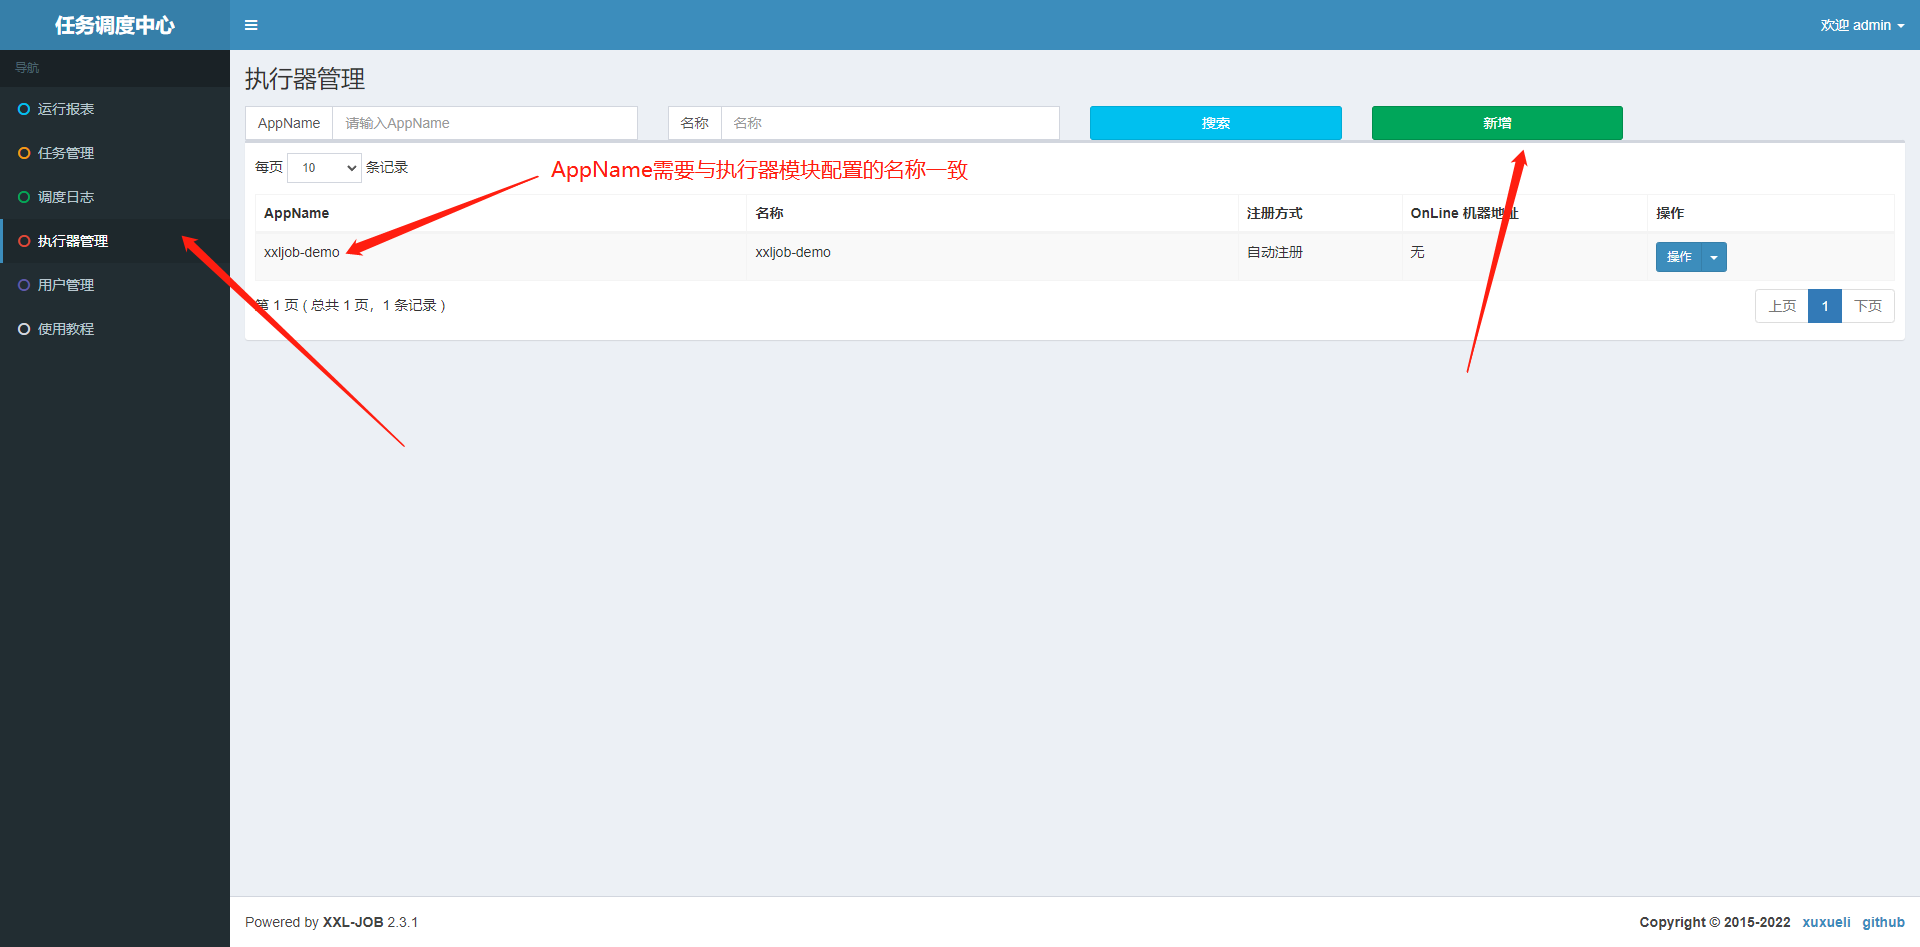 任务调度中心
欢迎 admin
导航
运行报表
任务管理
调度日志
执行器管理
用户管理
使用教程
执行器管理
AppName 请输入AppName 名称 名称 搜索 新增
每页 10 条记录
AppName需要与执行器模块配置的名称一致
AppName 名称 注册方式 OnLine 机器地址 操作
xxljob-demo xxljob-demo 自动注册 无 操作
第 1 页 ( 总共 1 页，1 条记录 ) 上页 1 下页
Powered by XXL-JOB 2.3.1 Copyright © 2015-2022 xuxueli github